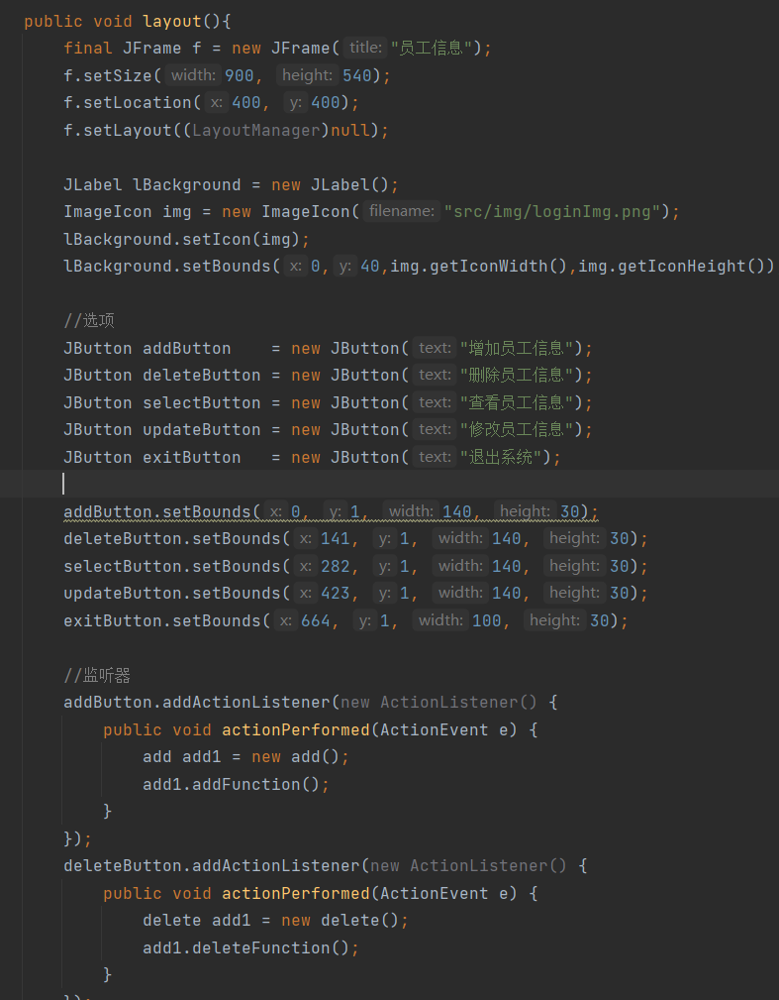 public void layout(){
final JFrame f = new JFrame( title: "员工信息");
f.setSize( width: 900, height: 540);
f.setLocation( x: 400, y: 400);
f.setLayout((LayoutManager)null);
JLabel lBackground = new JLabel();
ImageIcon img = new ImageIcon( filename: "src/img/loginImg.png");
lBackground.setIcon(img);
lBackground.setBounds( x: 0, y: 40,img.getIconWidth(),img.getIconHeight())
//选项
JButton addButton    = new JButton( text: "增加员工信息");
JButton deleteButton = new JButton( text: "删除员工信息");
JButton selectButton = new JButton( text: "查看员工信息");
JButton updateButton = new JButton( text: "修改员工信息");
JButton exitButton   = new JButton( text: "退出系统");
addButton.setBounds( x: 0, y: 1, width: 140, height: 30);
deleteButton.setBounds( x: 141, y: 1, width: 140, height: 30);
selectButton.setBounds( x: 282, y: 1, width: 140, height: 30);
updateButton.setBounds( x: 423, y: 1, width: 140, height: 30);
exitButton.setBounds( x: 664, y: 1, width: 100, height: 30);
//监听器
addButton.addActionListener(new ActionListener() {
public void actionPerformed(ActionEvent e) {
add add1 = new add();
add1.addFunction();
}
});
deleteButton.addActionListener(new ActionListener() {
public void actionPerformed(ActionEvent e) {
delete add1 = new delete();
add1.deleteFunction();
}
});